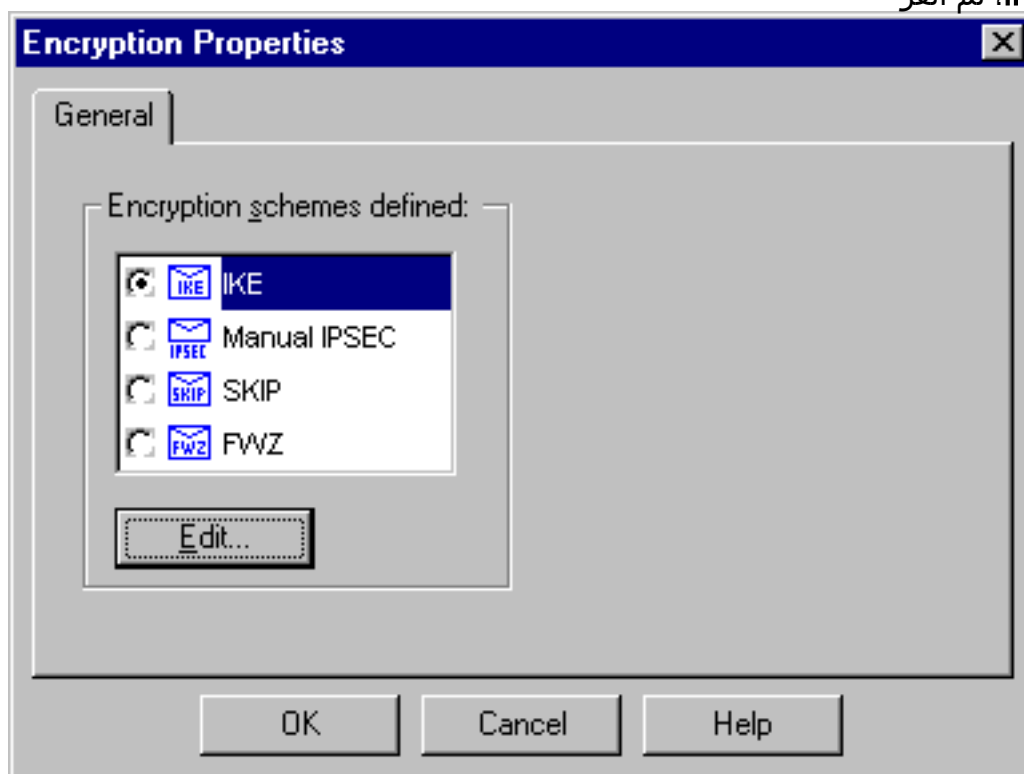 Encryption Properties
General
Encryption schemes defined:
IKE IKE
IPSEC Manual IPSEC
SKIP SKIP
FWZ FWZ
Edit...
OK Cancel Help